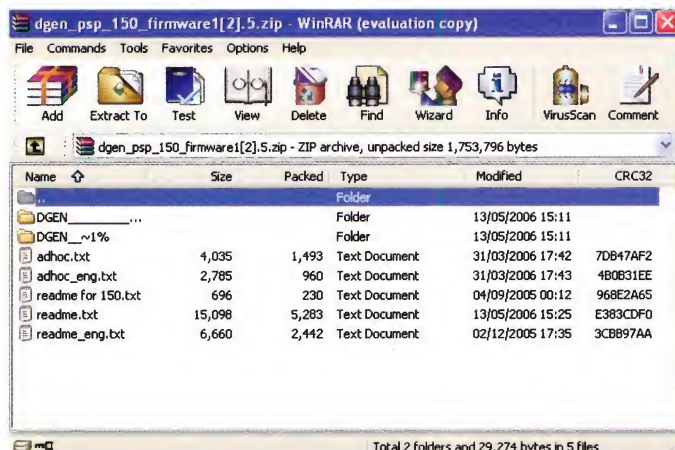 dgen_psp_150_firmware1[2].5.zip - WinRAR (evaluation copy)
File Commands Tools Favorites Options Help
Add Extract To Test View Delete Find Wizard Info VirusScan Comment
dgen_psp_150_firmware1[2].5.zip - ZIP archive, unpacked size 1,753,796 bytes
Name Size Packed Type Modified CRC32
.. Folder
DGEN_________... Folder 13/05/2006 15:11
DGEN__~1% Folder 13/05/2006 15:11
adhoc.txt 4,035 1,493 Text Document 31/03/2006 17:42 7DB47AF2
adhoc_eng.txt 2,785 960 Text Document 31/03/2006 17:43 4B0B31EE
readme for 150.txt 696 230 Text Document 04/09/2005 00:12 968E2A65
readme.txt 15,098 5,283 Text Document 13/05/2006 15:25 E383CDF0
readme_eng.txt 6,660 2,442 Text Document 02/12/2005 17:35 3CBB97AA
Total 2 folders and 29,274 bytes in 5 files